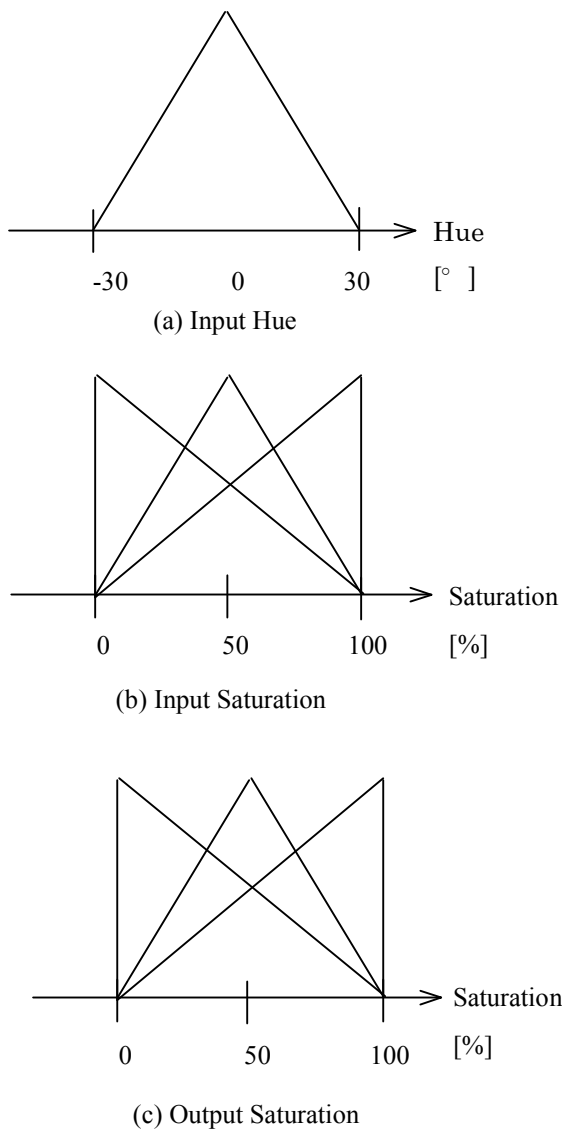 Hue
-30 0 30 [° ]
(a) Input Hue
Saturation
0 50 100 [%]
(b) Input Saturation
Saturation
0 50 100 [%]
(c) Output Saturation